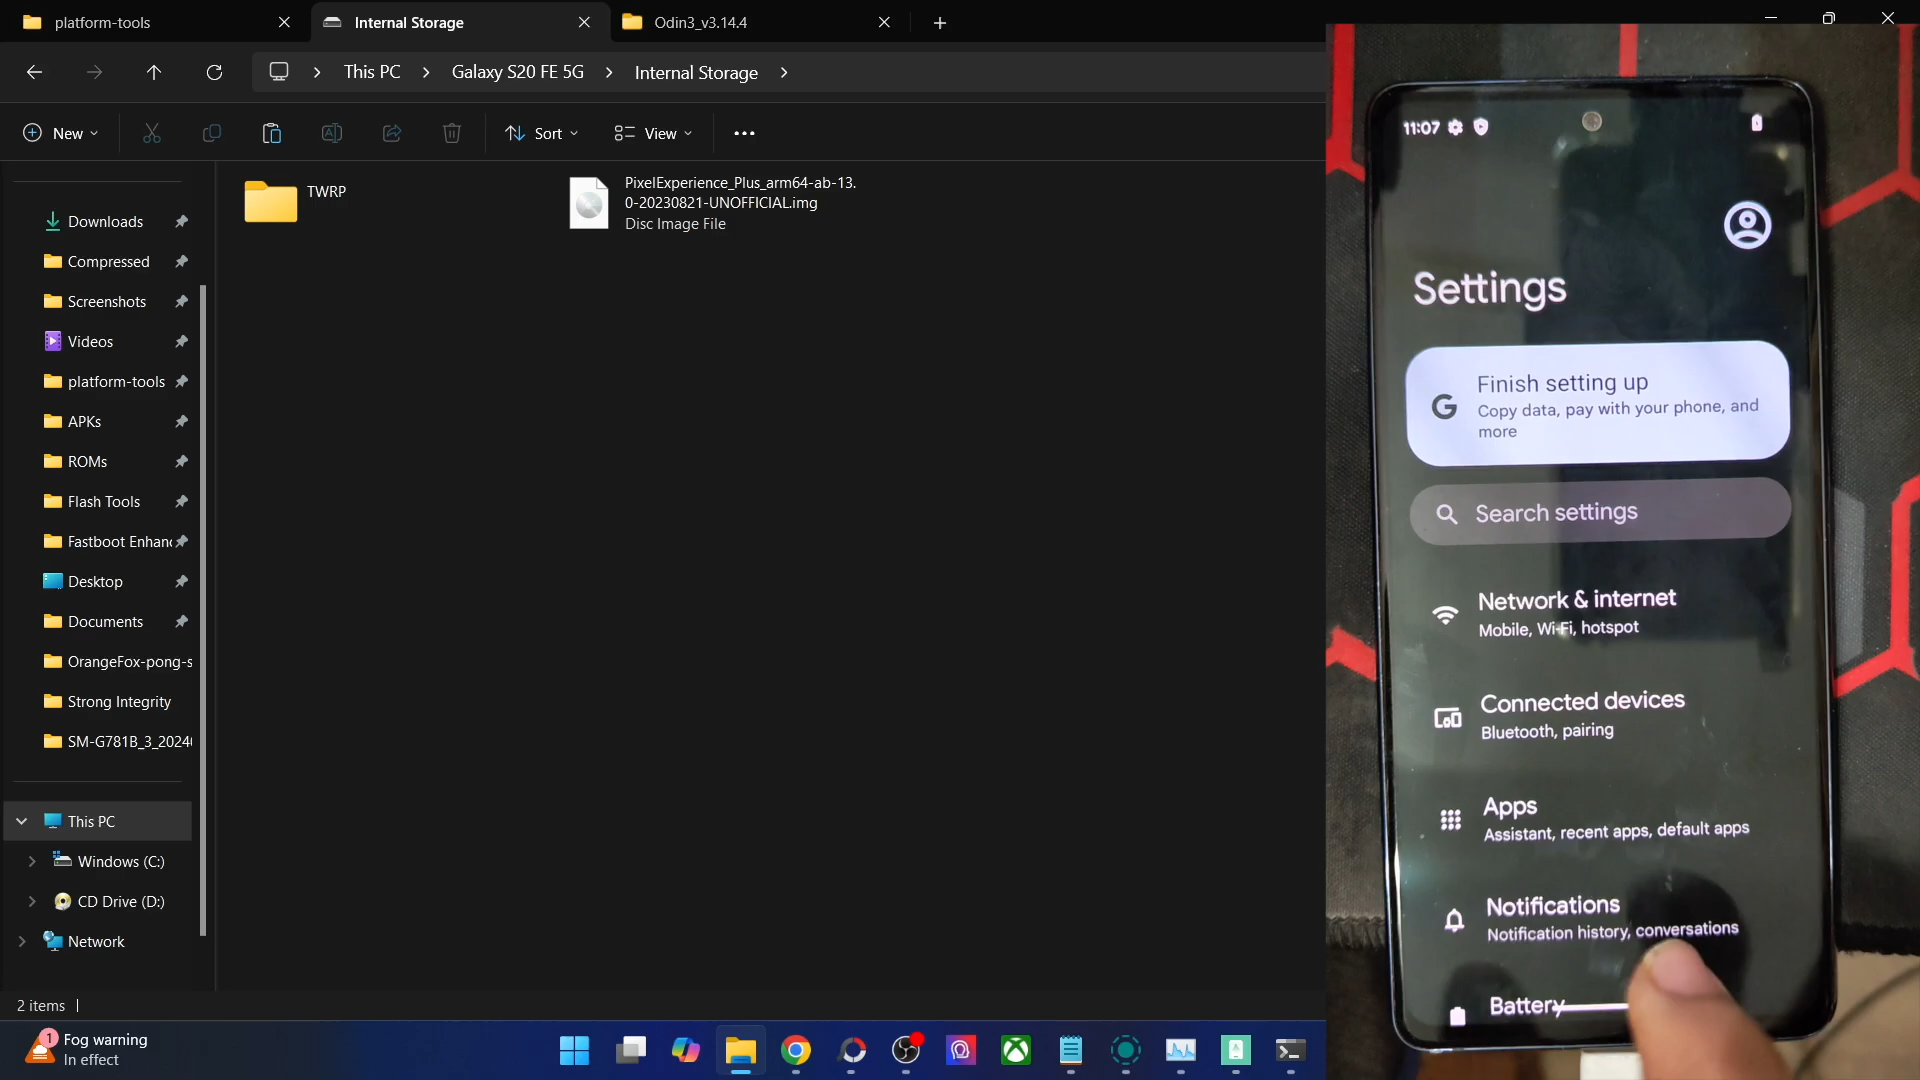 platform-tools
Internal Storage
Odin3_v3.14.4
This PC
Galaxy S20 FE 5G
Internal Storage
New
Sort
View
TWRP
PixelExperience_Plus_arm64-ab-13.
0-20230821-UNOFFICIAL.img
Disc Image File
Downloads
Compressed
Screenshots
Videos
platform-tools
APKs
ROMs
Flash Tools
Fastboot Enhanc
Desktop
Documents
OrangeFox-pong-s
Strong Integrity
SM-G781B_3_2024
This PC
Windows (C:)
CD Drive (D:)
Network
2 items
1
Fog warning
In effect
11:07
Settings
Finish setting up
Copy data, pay with your phone, and
more
Search settings
Network & internet
Mobile, Wi-Fi, hotspot
Connected devices
Bluetooth, pairing
Apps
Assistant, recent apps, default apps
Notifications
Notification history, conversations
Battery